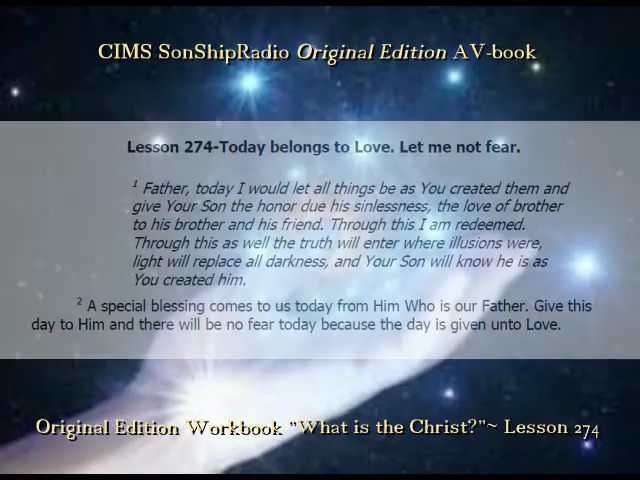 CIMS SonShipRadio Original Edition AV-book
Lesson 274-Today belongs to Love. Let me not fear.
1 Father, today I would let all things be as You created them and
give Your Son the honor due his sinlessness, the love of brother
to his brother and his friend. Through this I am redeemed.
Through this as well the truth will enter where illusions were,
light will replace all darkness, and Your Son will know he is as
You created him.
2 A special blessing comes to us today from Him Who is our Father. Give this
day to Him and there will be no fear today because the day is given unto Love.
Original Edition Workbook "What is the Christ?"~ Lesson 274